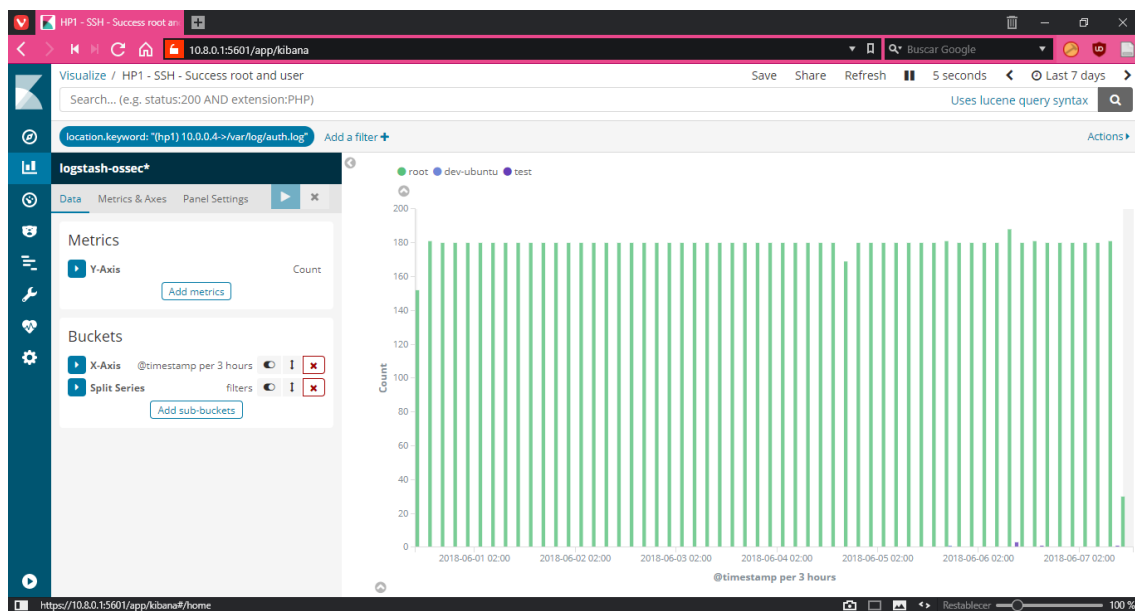 HP1 - SSH - Success root an
10.8.0.1:5601/app/kibana
Buscar Google
Visualize / HP1 - SSH - Success root and user
Save Share Refresh 5 seconds Last 7 days
Search... (e.g. status:200 AND extension:PHP)
Uses lucene query syntax
location.keyword: "(hp1) 10.0.0.4->/var/log/auth.log"
Add a filter
Actions
logstash-ossec*
Data Metrics & Axes Panel Settings
Metrics
Y-Axis Count
Add metrics
Buckets
X-Axis @timestamp per 3 hours
Split Series filters
Add sub-buckets
root dev-ubuntu test
200
180
160
140
120
100
80
60
40
20
0
Count
2018-06-01 02:00 2018-06-02 02:00 2018-06-03 02:00 2018-06-04 02:00 2018-06-05 02:00 2018-06-06 02:00 2018-06-07 02:00
@timestamp per 3 hours
https://10.8.0.1:5601/app/kibana#/home
Restablecer
100 %